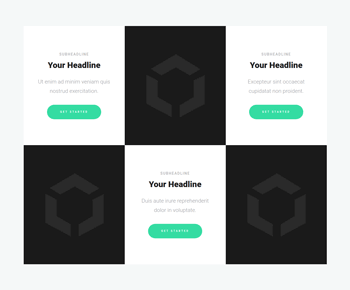 SUBHEADLINE
Your Headline
Ut enim ad minim veniam quis
nostrud exercitation.
GET STARTED
SUBHEADLINE
Your Headline
Excepteur sint occaecat
cupidatat non proident.
GET STARTED
SUBHEADLINE
Your Headline
Duis aute irure reprehenderit
dolor in voluptate.
GET STARTED